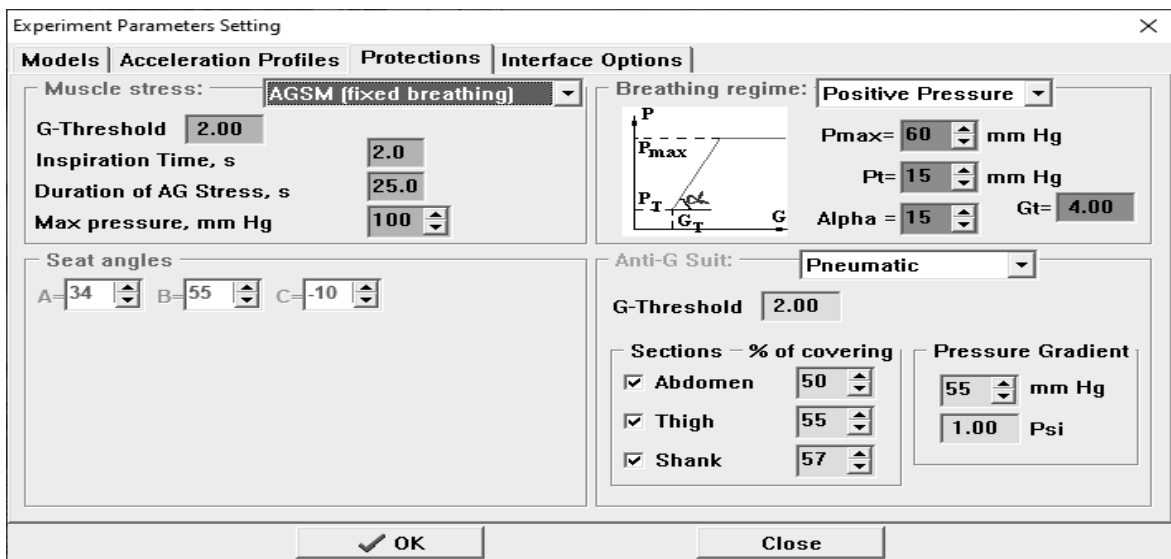 Experiment Parameters Setting
Models Acceleration Profiles Protections Interface Options
Muscle stress: AGSM (fixed breathing)
G-Threshold 2.00
Inspiration Time, s 2.0
Duration of AG Stress, s 25.0
Max pressure, mm Hg 100
Breathing regime: Positive Pressure
P
Pmax
PT
α
GT
G
Pmax= 60 mm Hg
Pt= 15 mm Hg
Alpha = 15 Gt= 4.00
Seat angles
A=34 B=55 C=-10
Anti-G Suit: Pneumatic
G-Threshold 2.00
Sections – % of covering
Abdomen 50
Thigh 55
Shank 57
Pressure Gradient
55 mm Hg
1.00 Psi
OK Close